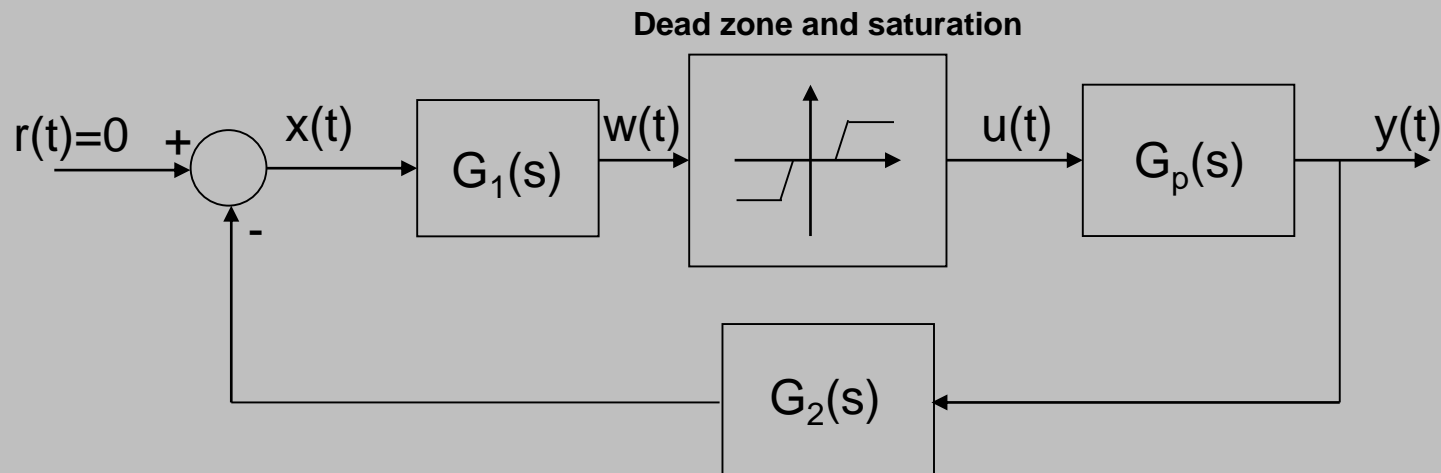 Dead zone and saturation
r(t)=0
+
x(t)
G₁(s)
w(t)
u(t)
Gₚ(s)
y(t)
-
G₂(s)